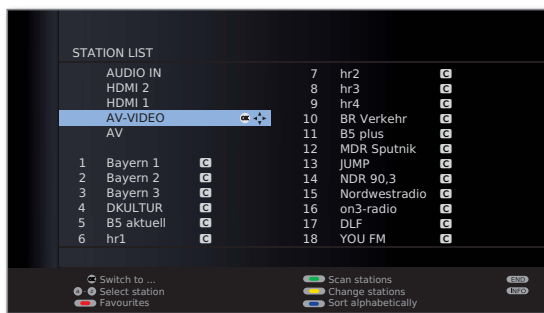 STATION LIST
AUDIO IN
HDMI 2
HDMI 1
AV-VIDEO OK
AV
1 Bayern 1 C
2 Bayern 2 C
3 Bayern 3 C
4 DKULTUR C
5 B5 aktuell C
6 hr1 C
7 hr2 C
8 hr3 C
9 hr4 C
10 BR Verkehr C
11 B5 plus C
12 MDR Sputnik C
13 JUMP C
14 NDR 90,3 C
15 Nordwestradio C
16 on3-radio C
17 DLF C
18 YOU FM C
OK Switch to ...
Select station
Favourites
Scan stations
Change stations
Sort alphabetically
END
INFO